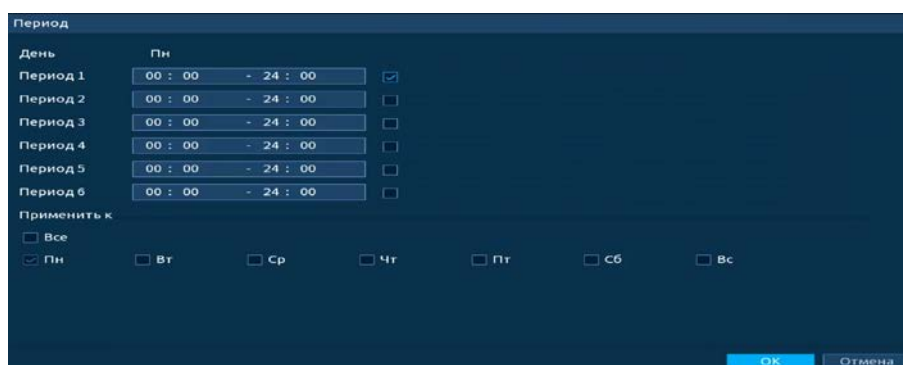 Период
День Пн
Период 1 00 : 00 - 24 : 00
Период 2 00 : 00 - 24 : 00
Период 3 00 : 00 - 24 : 00
Период 4 00 : 00 - 24 : 00
Период 5 00 : 00 - 24 : 00
Период 6 00 : 00 - 24 : 00
Применить к
Все
Пн Вт Ср Чт Пт Сб Вс
ОК Отмена